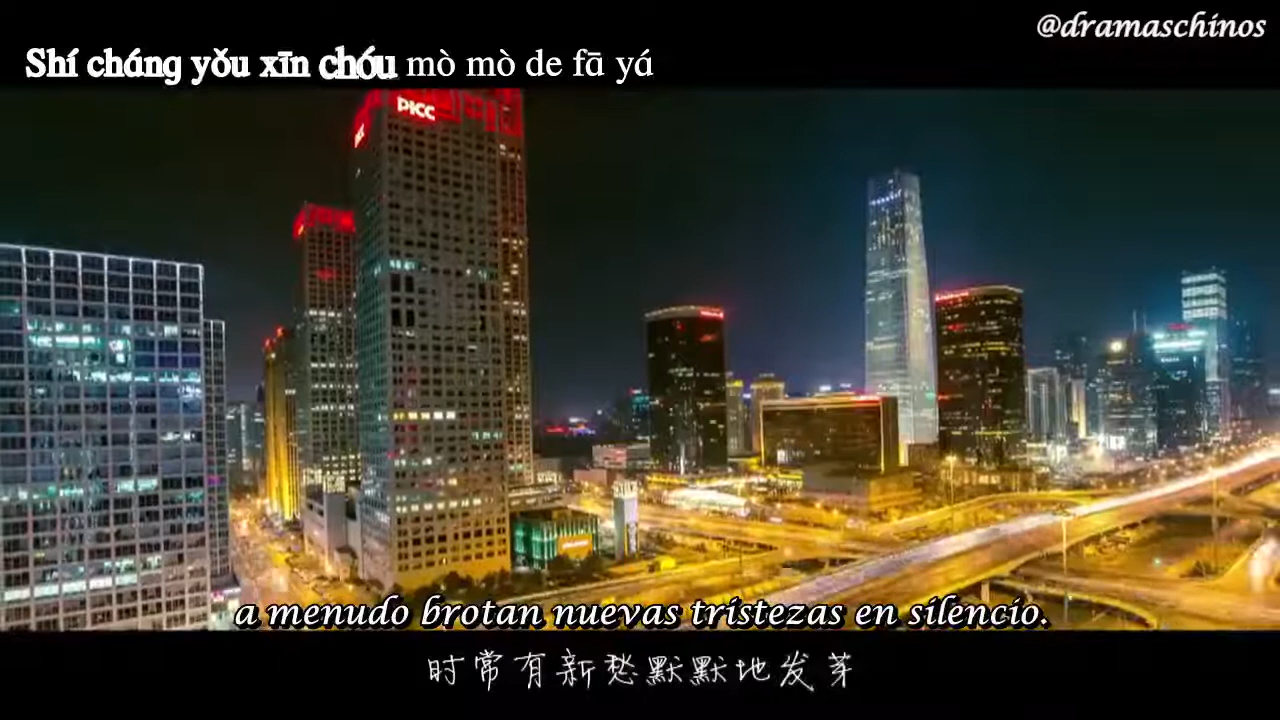 @dramaschinos
Shí cháng yǒu xīn chóu mò mò de fā yá
PICC
a menudo brotan nuevas tristezas en silencio.
时常有新愁默默地发芽